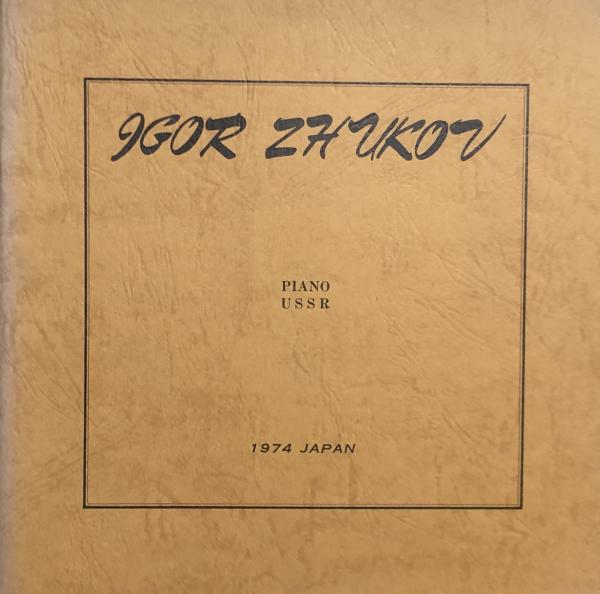 IGOR ZHUKOV
PIANO
USSR
1974 JAPAN